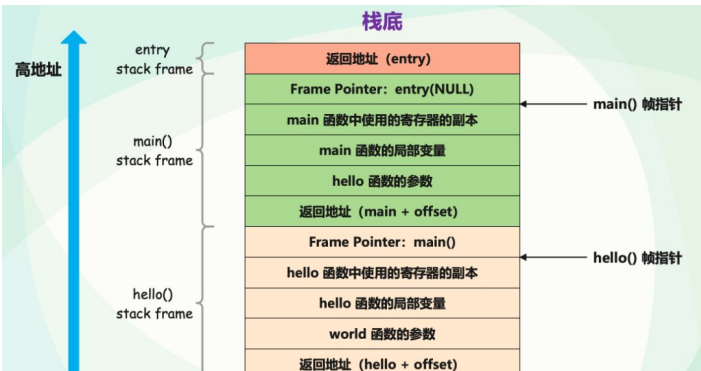 栈底
高地址
entry
stack frame
返回地址（entry）
Frame Pointer：entry(NULL)
main() 帧指针
main 函数中使用的寄存器的副本
main()
stack frame
main 函数的局部变量
hello 函数的参数
返回地址（main + offset)
Frame Pointer：main()
hello() 帧指针
hello 函数中使用的寄存器的副本
hello()
stack frame
hello 函数的局部变量
world 函数的参数
返回地址（hello + offset)